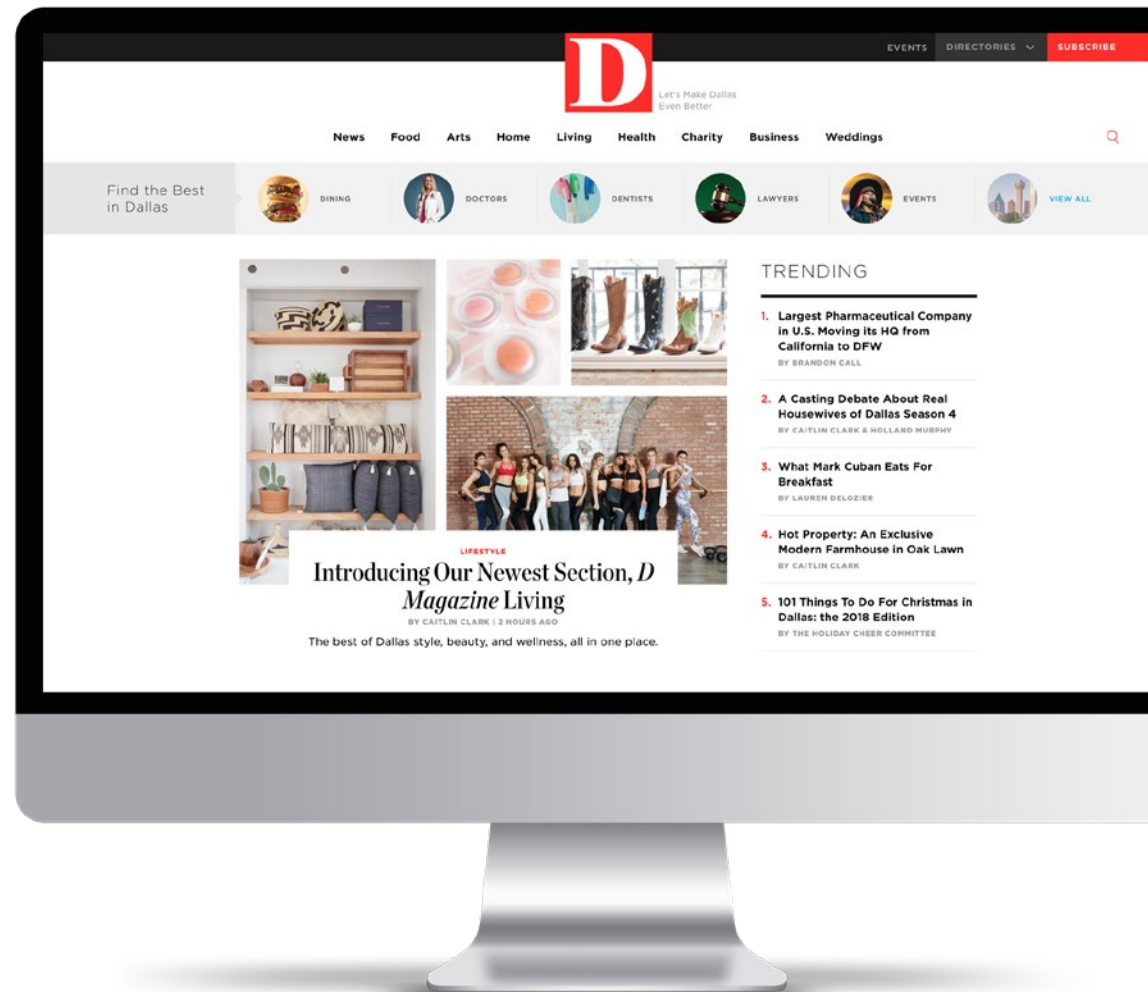 EVENTS DIRECTORIES SUBSCRIBE
D
Let's Make Dallas
Even Better
News Food Arts Home Living Health Charity Business Weddings
Find the Best
in Dallas
DINING DOCTORS DENTISTS LAWYERS EVENTS VIEW ALL
LIFESTYLE
Introducing Our Newest Section, D
Magazine Living
BY CAITLIN CLARK | 2 HOURS AGO
The best of Dallas style, beauty, and wellness, all in one place.
TRENDING
1. Largest Pharmaceutical Company
in U.S. Moving its HQ from
California to DFW
BY BRANDON CALL
2. A Casting Debate About Real
Housewives of Dallas Season 4
BY CAITLIN CLARK & HOLLAND MURPHY
3. What Mark Cuban Eats For
Breakfast
BY LAUREN DELOZIER
4. Hot Property: An Exclusive
Modern Farmhouse in Oak Lawn
BY CAITLIN CLARK
5. 101 Things To Do For Christmas in
Dallas: the 2018 Edition
BY THE HOLIDAY CHEER COMMITTEE